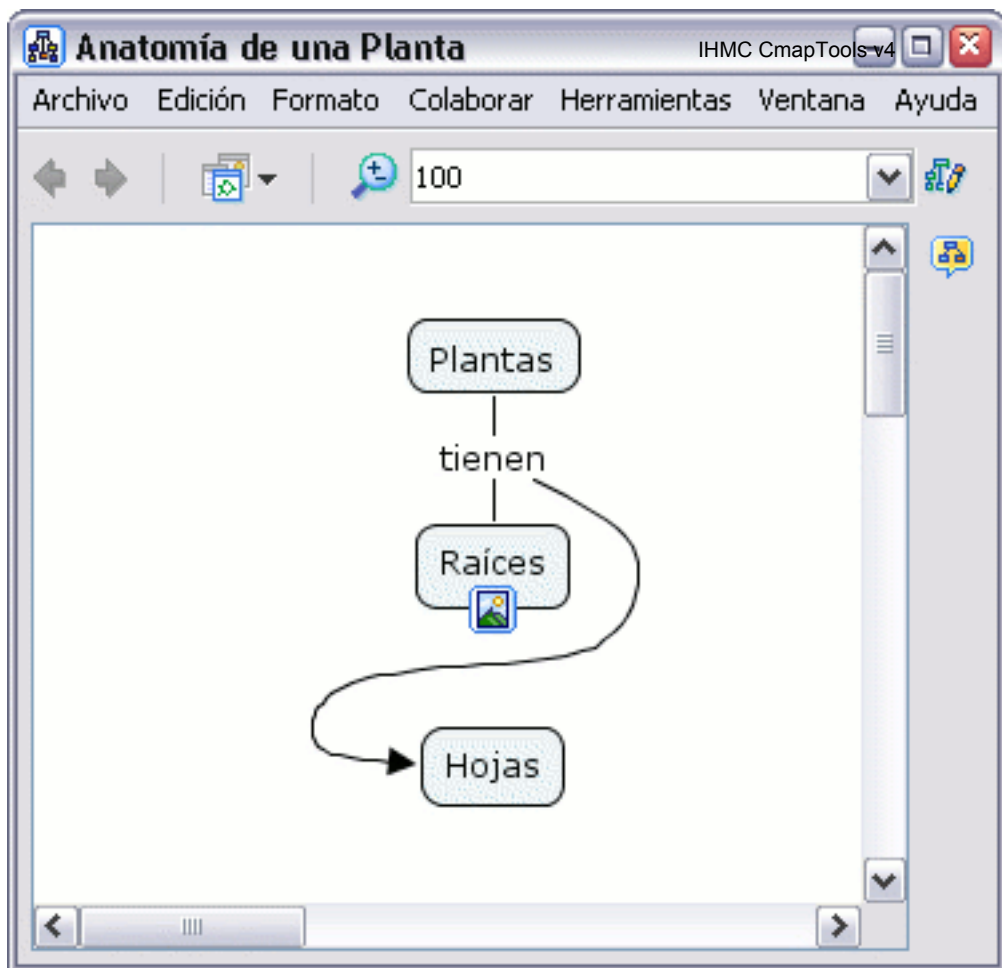 Anatomía de una Planta IHMC CmapTools v4
Archivo Edición Formato Colaborar Herramientas Ventana Ayuda
100
Plantas
tienen
Raíces
Hojas